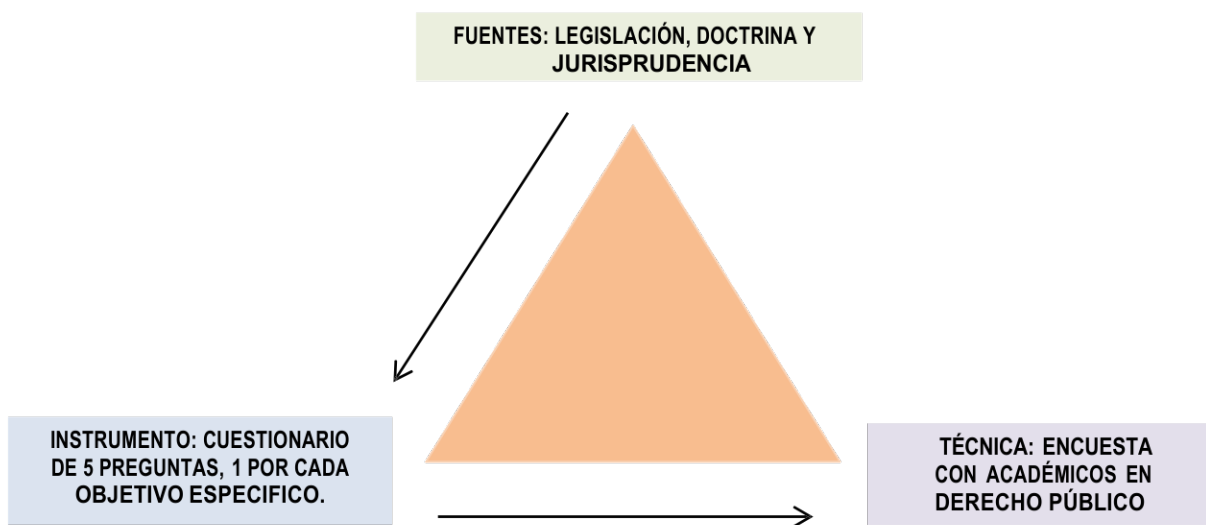 FUENTES: LEGISLACIÓN, DOCTRINA Y
JURISPRUDENCIA
INSTRUMENTO: CUESTIONARIO
DE 5 PREGUNTAS, 1 POR CADA
OBJETIVO ESPECIFICO.
TÉCNICA: ENCUESTA
CON ACADÉMICOS EN
DERECHO PÚBLICO